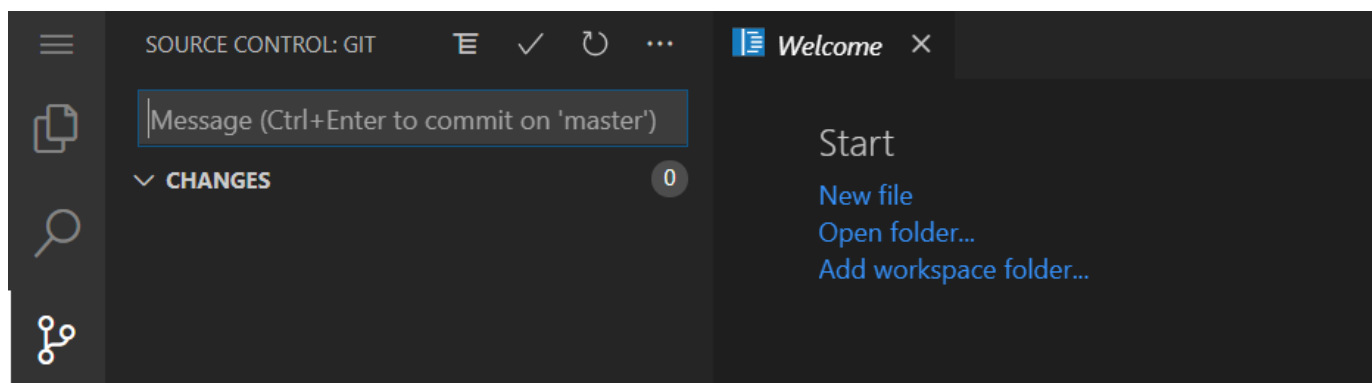 SOURCE CONTROL: GIT
Message (Ctrl+Enter to commit on 'master')
CHANGES 0
Welcome
Start
New file
Open folder...
Add workspace folder...